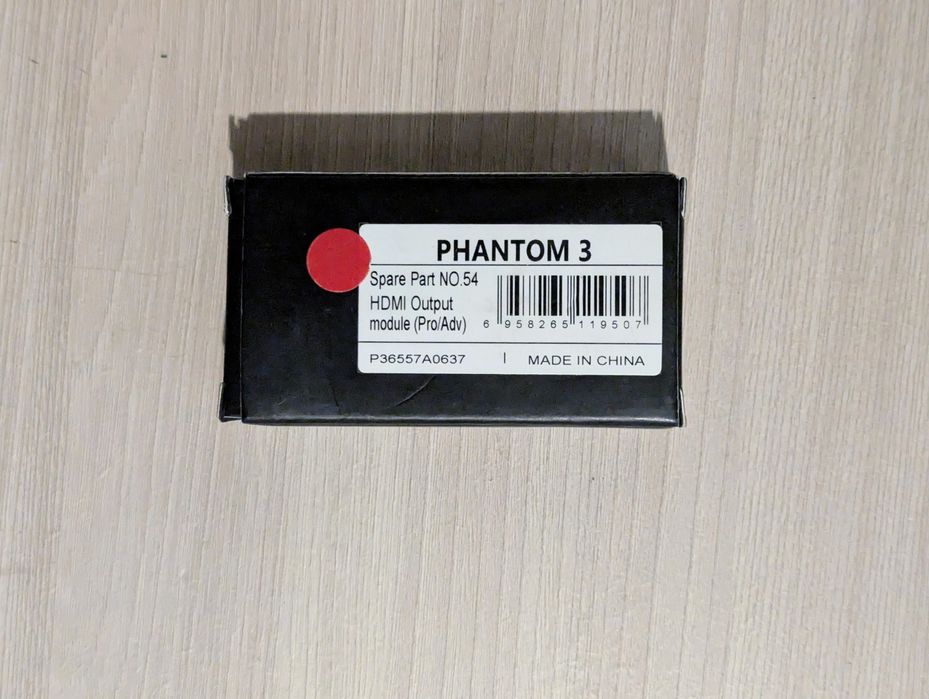 PHANTOM 3
Spare Part NO.54
HDMI Output
module (Pro/Adv)
6 958265 119507
P36557A0637 | MADE IN CHINA